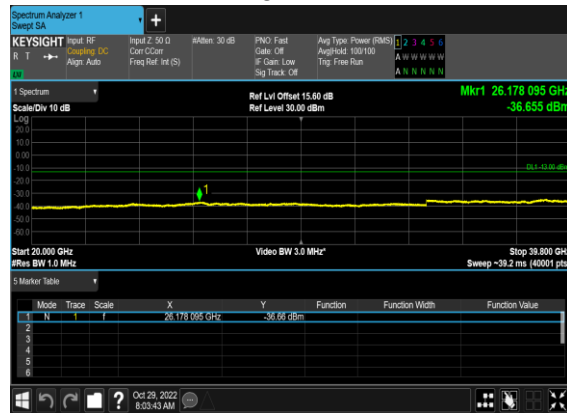 Spectrum Analyzer 1
Swept SA
+
KEYSIGHT Input: RF Input Z: 50 Ω #Atten: 30 dB PNO: Fast Avg Type: Power (RMS) 1 2 3 4 5 6
R T Coupling: DC Corr CCorr Gate: Off Avg|Hold: 100/100 A W W W W W
Align: Auto Freq Ref: Int (S) IF Gain: Low Trig: Free Run
Sig Track: Off A N N N N N
1 Spectrum Ref Lvl Offset 15.60 dB Mkr1 26.178 095 GHz
Scale/Div 10 dB Ref Level 30.00 dBm -36.655 dBm
Log
20.0
10.0
0.00
-10.0
DL1 -13.00 dBm
-20.0
-30.0
1
-40.0
-50.0
-60.0
Start 20.000 GHz Video BW 3.0 MHz* Stop 39.800 GHz
#Res BW 1.0 MHz Sweep ~39.2 ms (40001 pts
5 Marker Table
Mode Trace Scale X Y Function Function Width Function Value
1 N 1 f 26.178 095 GHz -36.66 dBm
2
3
4
5
6
? Oct 29, 2022
8:03:43 AM